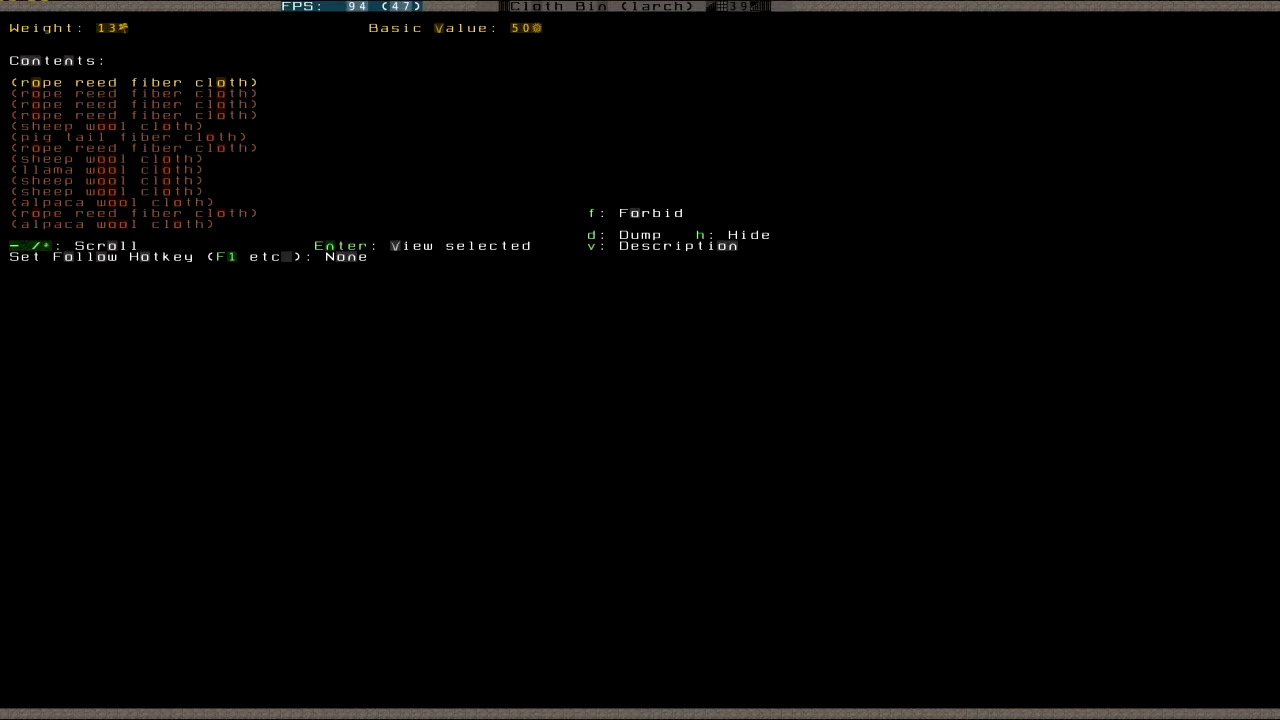 FPS: 94 (47) Cloth Bin (larch) #39
Weight: 13 Basic Value: 50☼
Contents:
(rope reed fiber cloth)
(rope reed fiber cloth)
(rope reed fiber cloth)
(rope reed fiber cloth)
(sheep wool cloth)
(pig tail fiber cloth)
(rope reed fiber cloth)
(sheep wool cloth)
(llama wool cloth)
(sheep wool cloth)
(sheep wool cloth)
(alpaca wool cloth)
(rope reed fiber cloth)
(alpaca wool cloth)
f: Forbid
d: Dump h: Hide
-/*: Scroll Enter: View selected v: Description
Set Follow Hotkey (F1 etc ): None